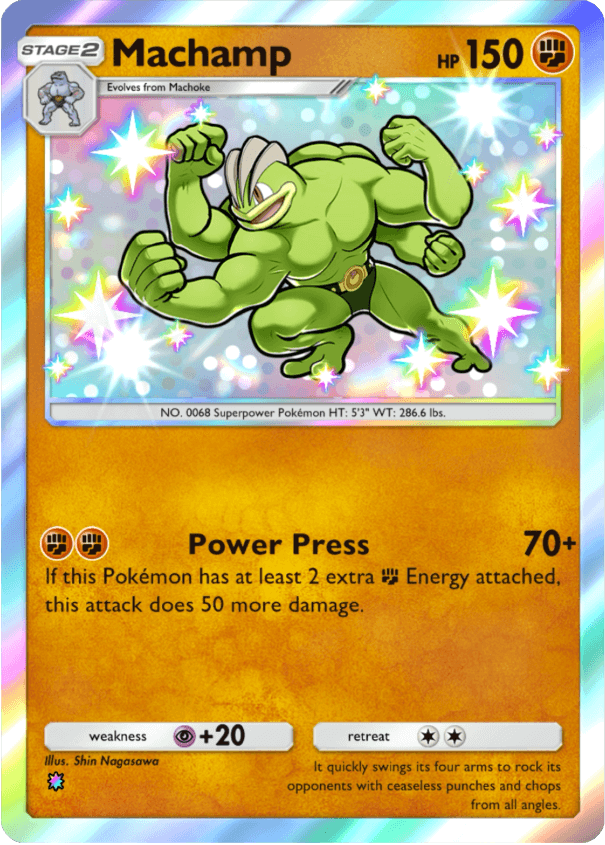 STAGE2 Machamp HP 150
Evolves from Machoke
NO. 0068 Superpower Pokémon HT: 5'3" WT: 286.6 lbs.
Power Press 70+
If this Pokémon has at least 2 extra Energy attached,
this attack does 50 more damage.
weakness +20 retreat
Illus. Shin Nagasawa
It quickly swings its four arms to rock its
opponents with ceaseless punches and chops
from all angles.